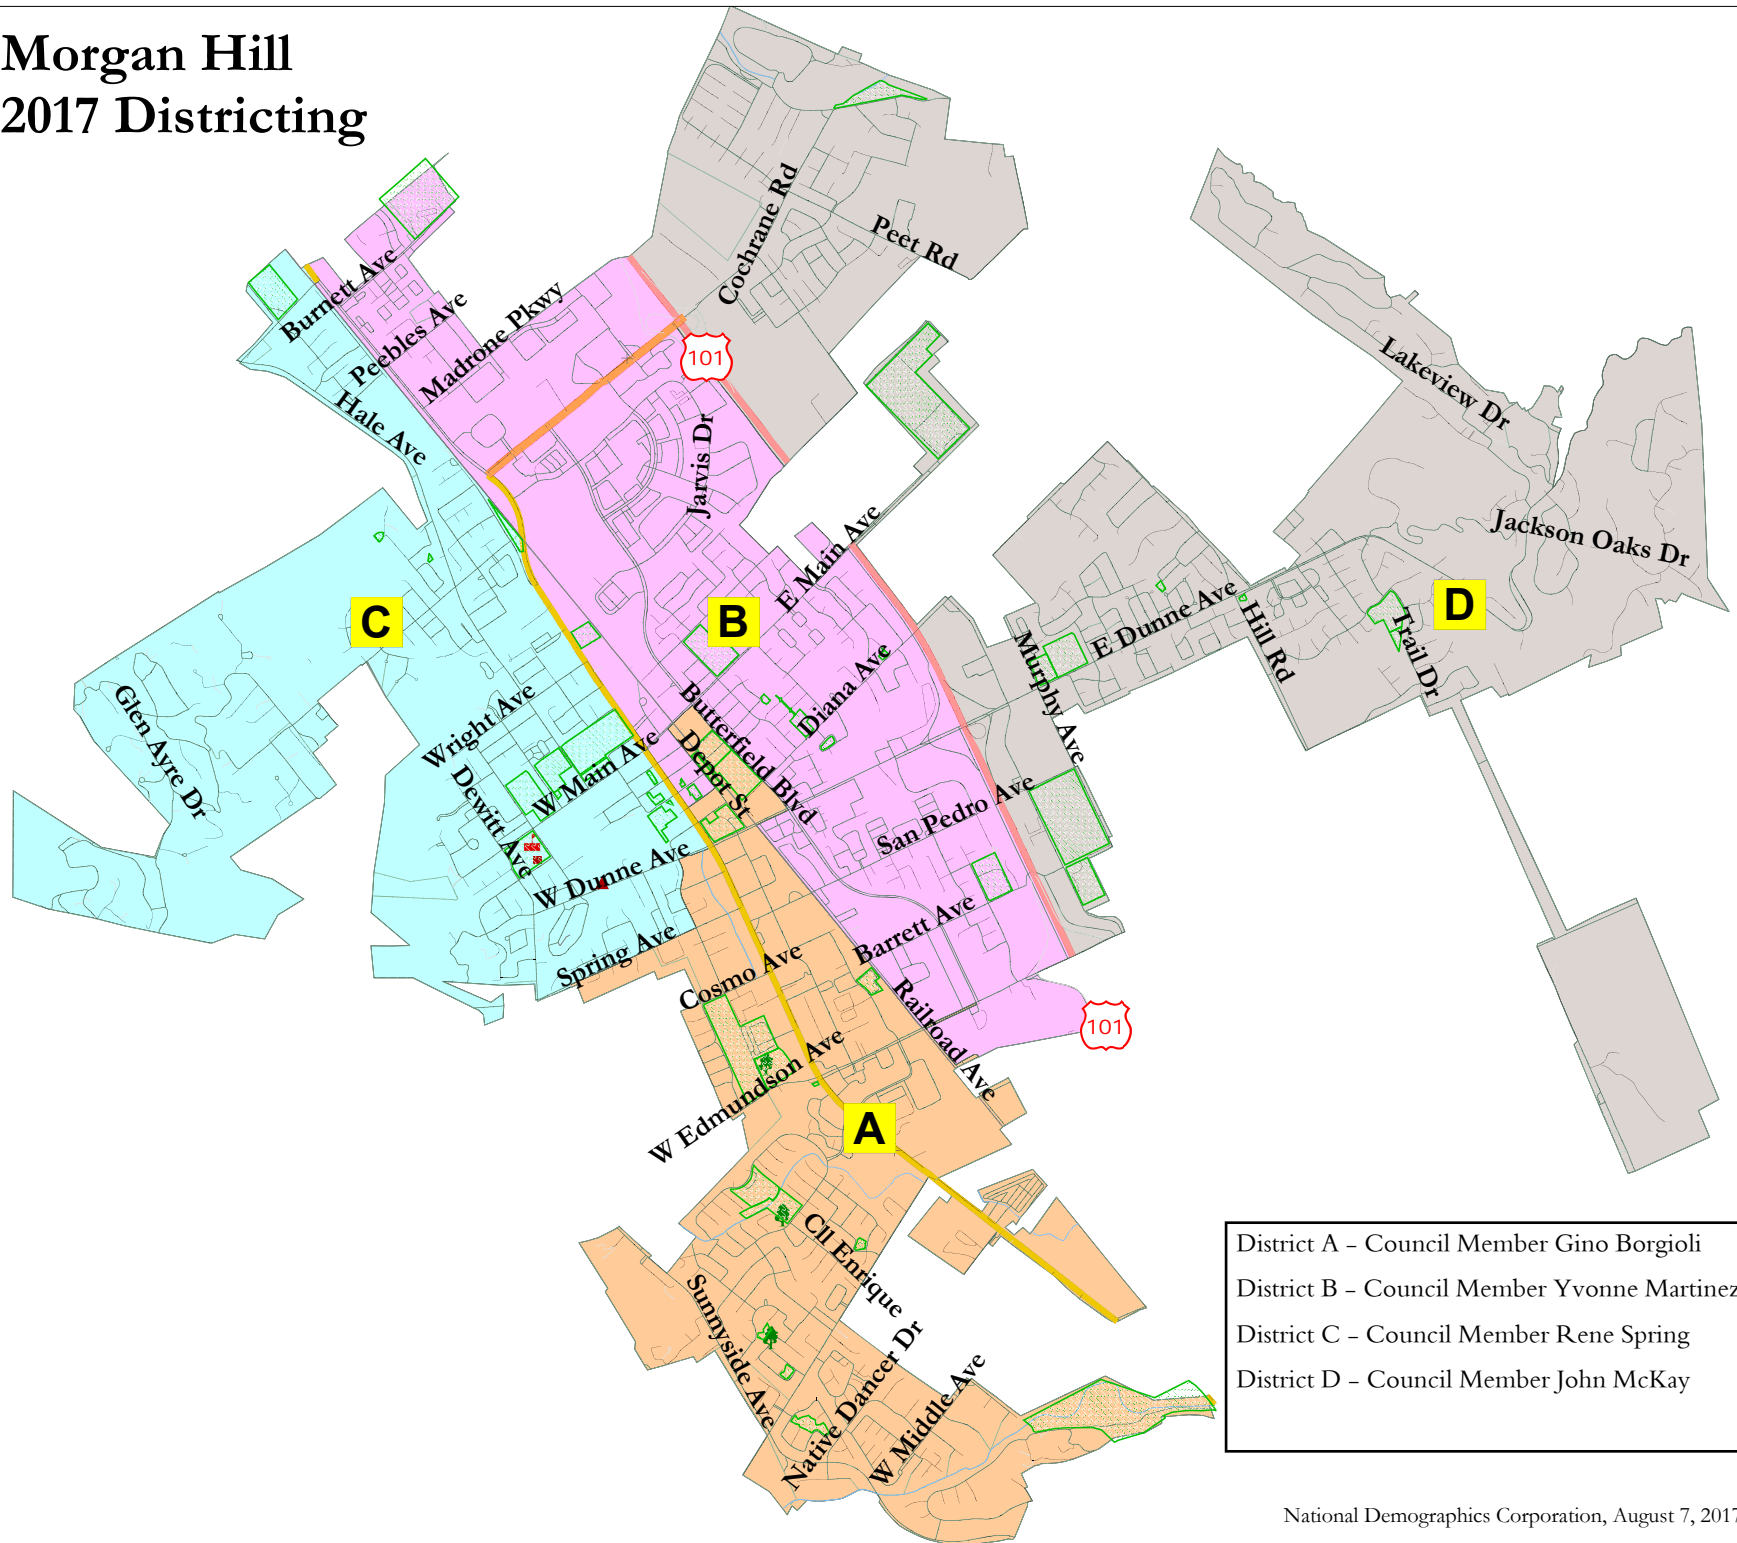 Morgan Hill
2017 Districting
Cochrane Rd
Peet Rd
Burnett Ave
Peebles Ave
Madrone Pkwy
Hale Ave
101
Jarvis Dr
Lakeview Dr
Jackson Oaks Dr
E Main Ave
C
B
D
E Dunne Ave
Hill Rd
Trail Dr
Murphy Ave
Diana Ave
Glen Ayre Dr
Wright Ave
Butterfield Blvd
W Main Ave
Depot St
Dewitt Ave
San Pedro Ave
W Dunne Ave
Barrett Ave
Spring Ave
Cosmo Ave
Railroad Ave
101
W Edmundson Ave
A
Cll Enrique
Sunnyside Ave
Native Dancer Dr
W Middle Ave
District A – Council Member Gino Borgioli
District B – Council Member Yvonne Martinez
District C – Council Member Rene Spring
District D – Council Member John McKay
National Demographics Corporation, August 7, 2017